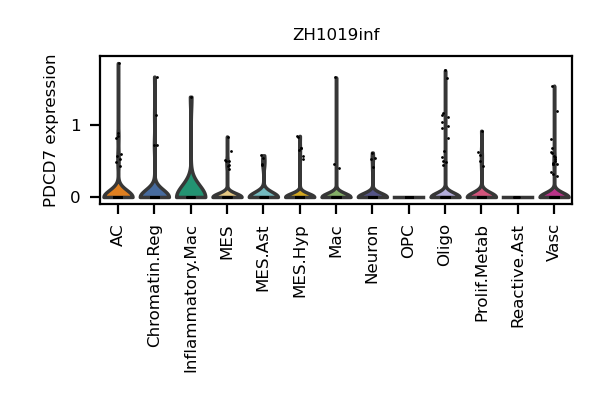 ZH1019inf
PDCD7 expression
1
0
AC
Chromatin.Reg
Inflammatory.Mac
MES
MES.Ast
MES.Hyp
Mac
Neuron
OPC
Oligo
Prolif.Metab
Reactive.Ast
Vasc